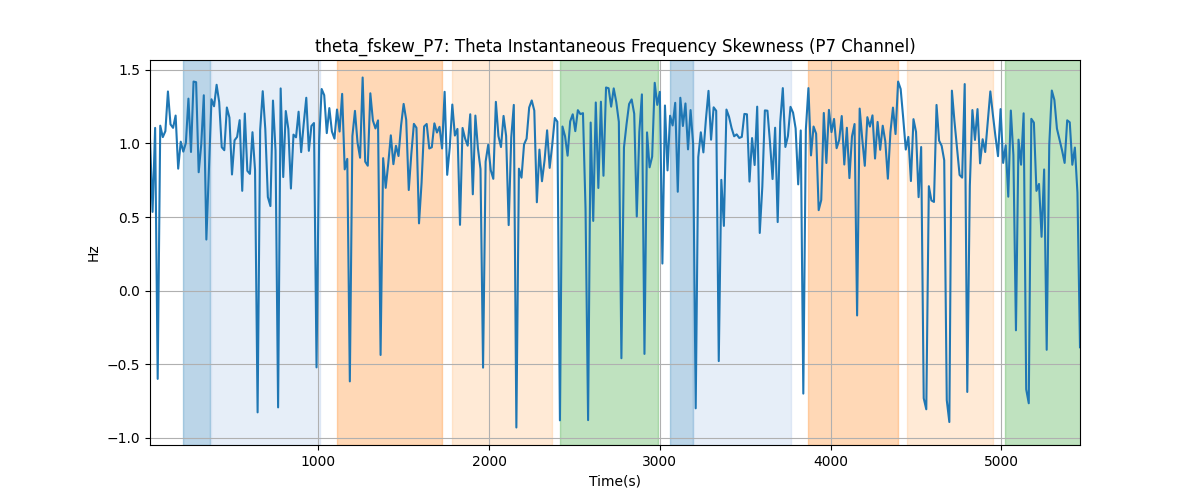 theta_fskew_P7: Theta Instantaneous Frequency Skewness (P7 Channel)
1.5
1.0
0.5
0.0
−0.5
−1.0
Hz
1000 2000 3000 4000 5000
Time(s)